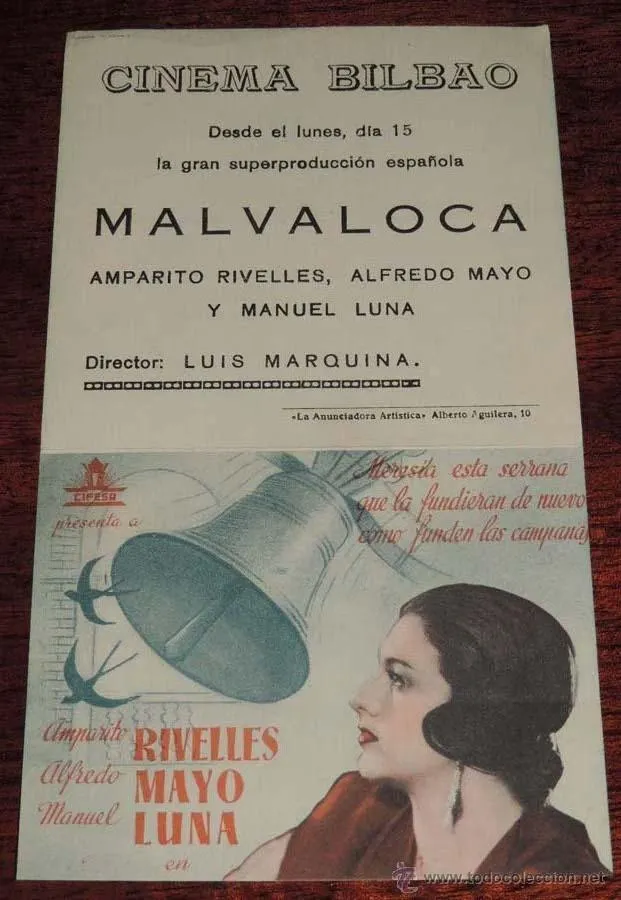 CINEMA BILBAO
Desde el lunes, día 15
la gran superproducción española
MALVALOCA
AMPARITO RIVELLES, ALFREDO MAYO
Y MANUEL LUNA
Director: LUIS MARQUINA.
«La Anunciadora Artística» Alberto Aguilera, 10
CIFESA
presenta a
Meresía esta serrana
que la fundieran de nuevo
como funden las campanas
Amparito RIVELLES
Alfredo MAYO
Manuel LUNA
en
www.todocoleccion.net